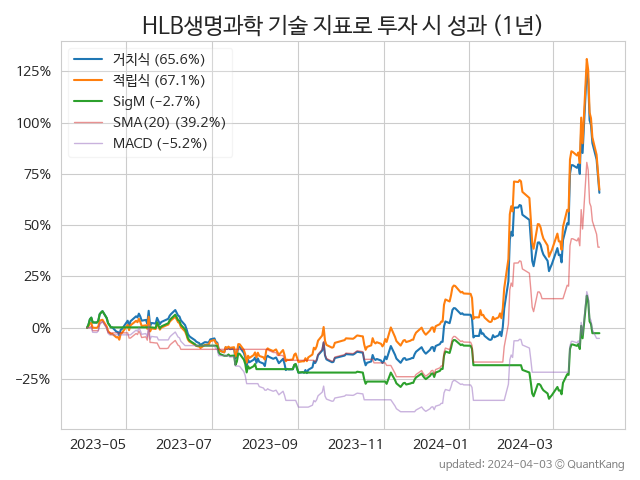 HLB생명과학 기술 지표로 투자 시 성과 (1년)
거치식 (65.6%)
적립식 (67.1%)
SigM (−2.7%)
SMA(20) (39.2%)
MACD (−5.2%)
125%
100%
75%
50%
25%
0%
−25%
2023-05 2023-07 2023-09 2023-11 2024-01 2024-03
updated: 2024-04-03 © QuantKang